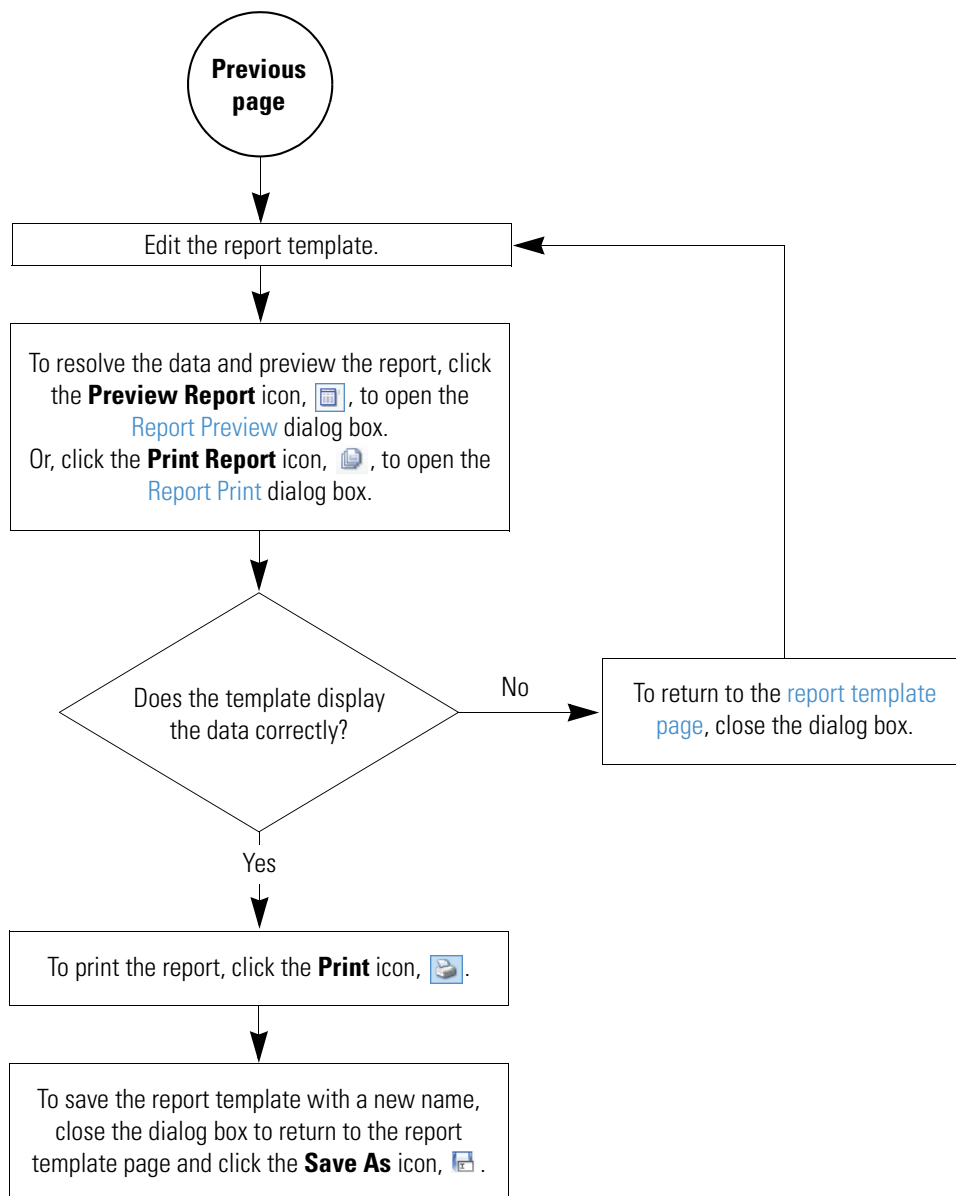 Previous
page
Edit the report template.
To resolve the data and preview the report, click
the Preview Report icon, , to open the
Report Preview dialog box.
Or, click the Print Report icon, , to open the
Report Print dialog box.
Does the template display
the data correctly?
No
To return to the report template
page, close the dialog box.
Yes
To print the report, click the Print icon, .
To save the report template with a new name,
close the dialog box to return to the report
template page and click the Save As icon, .